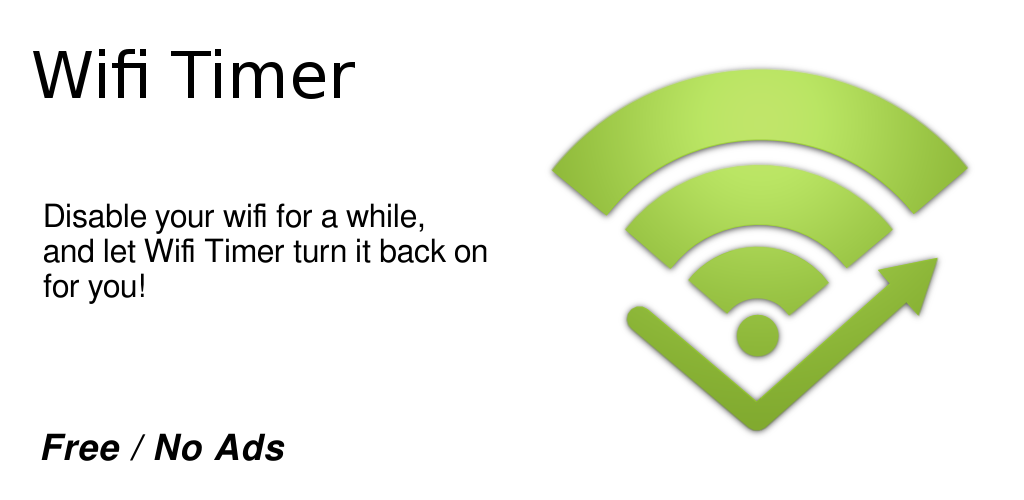 Wifi Timer
Disable your wifi for a while,
and let Wifi Timer turn it back on
for you!
Free / No Ads